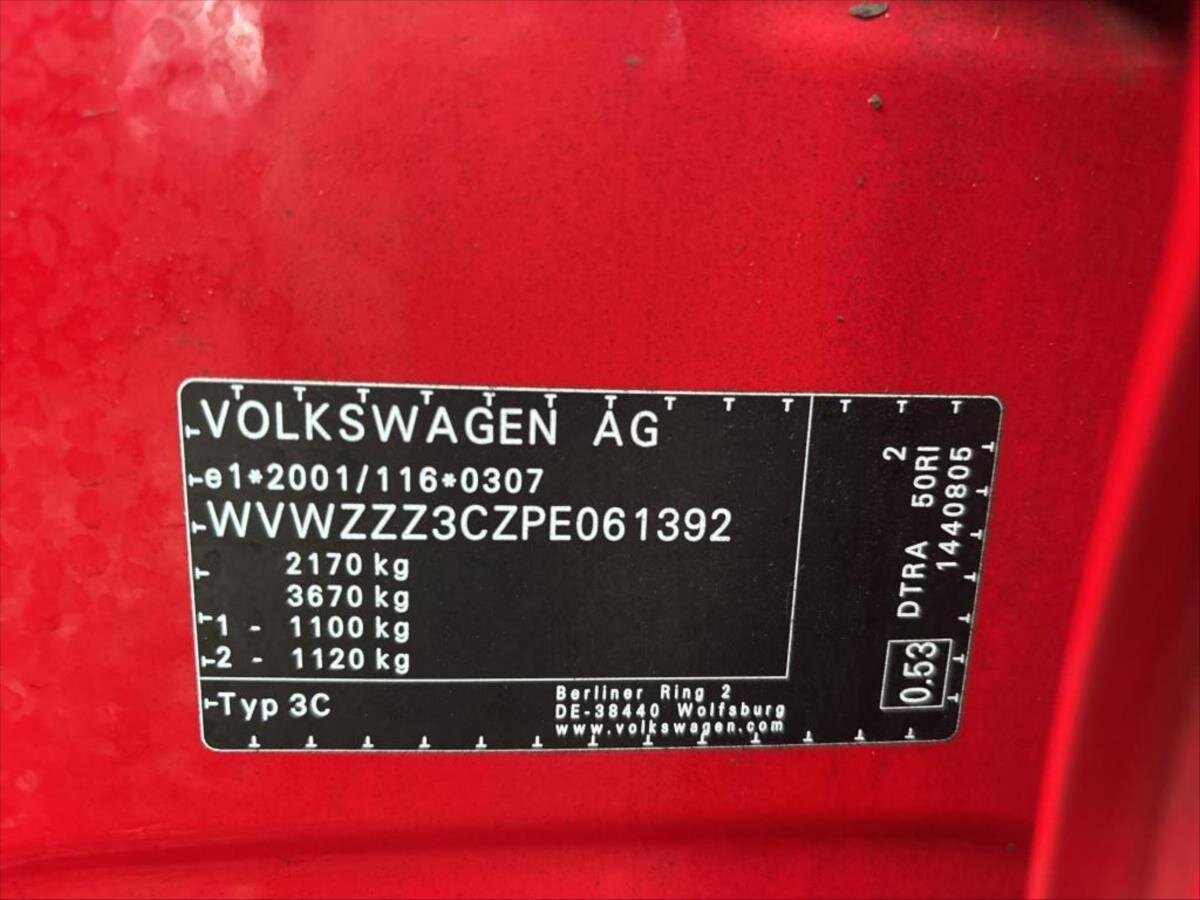 VOLKSWAGEN AG
e1*2001/116*0307
WVWZZZ3CZPE061392
2170 kg
3670 kg
1 - 1100 kg
2 - 1120 kg
Typ 3C
Berliner Ring 2
DE-38440 Wolfsburg
www.volkswagen.com
0,53
DTRA 50RI 2
1440805